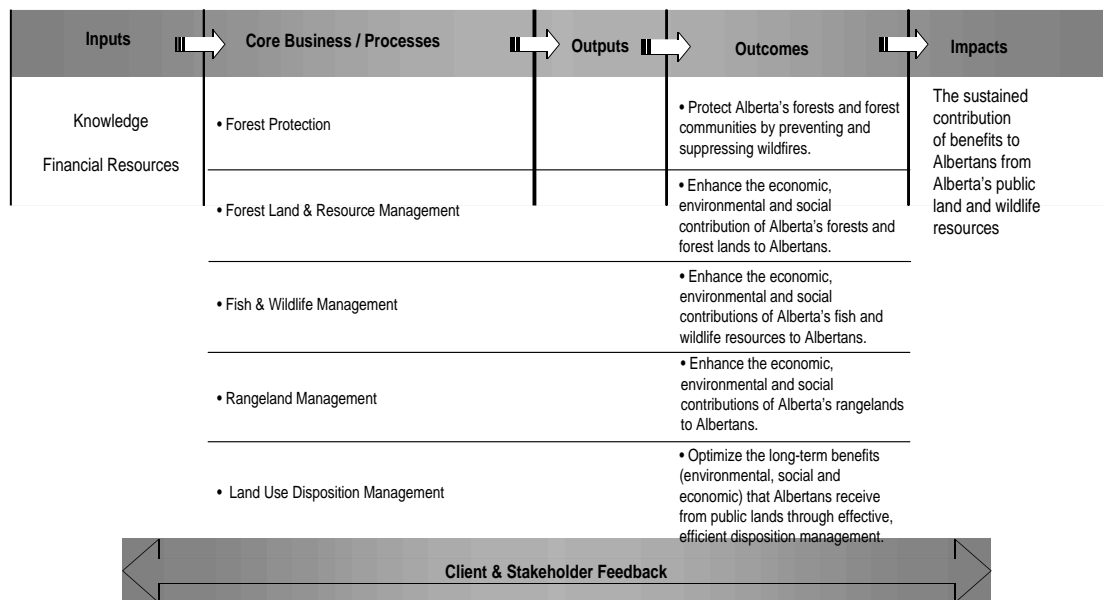 Inputs
Core Business / Processes
Outputs
Outcomes
Impacts
Knowledge
Financial Resources
• Forest Protection
• Protect Alberta's forests and forest
communities by preventing and
suppressing wildfires.
The sustained
contribution
of benefits to
Albertans from
Alberta's public
land and wildlife
resources
• Forest Land & Resource Management
• Enhance the economic,
environmental and social
contribution of Alberta's forests and
forest lands to Albertans.
• Fish & Wildlife Management
• Enhance the economic,
environmental and social
contributions of Alberta's fish and
wildlife resources to Albertans.
• Rangeland Management
• Enhance the economic,
environmental and social
contributions of Alberta's rangelands
to Albertans.
• Land Use Disposition Management
• Optimize the long-term benefits
(environmental, social and
economic) that Albertans receive
from public lands through effective,
efficient disposition management.
Client & Stakeholder Feedback